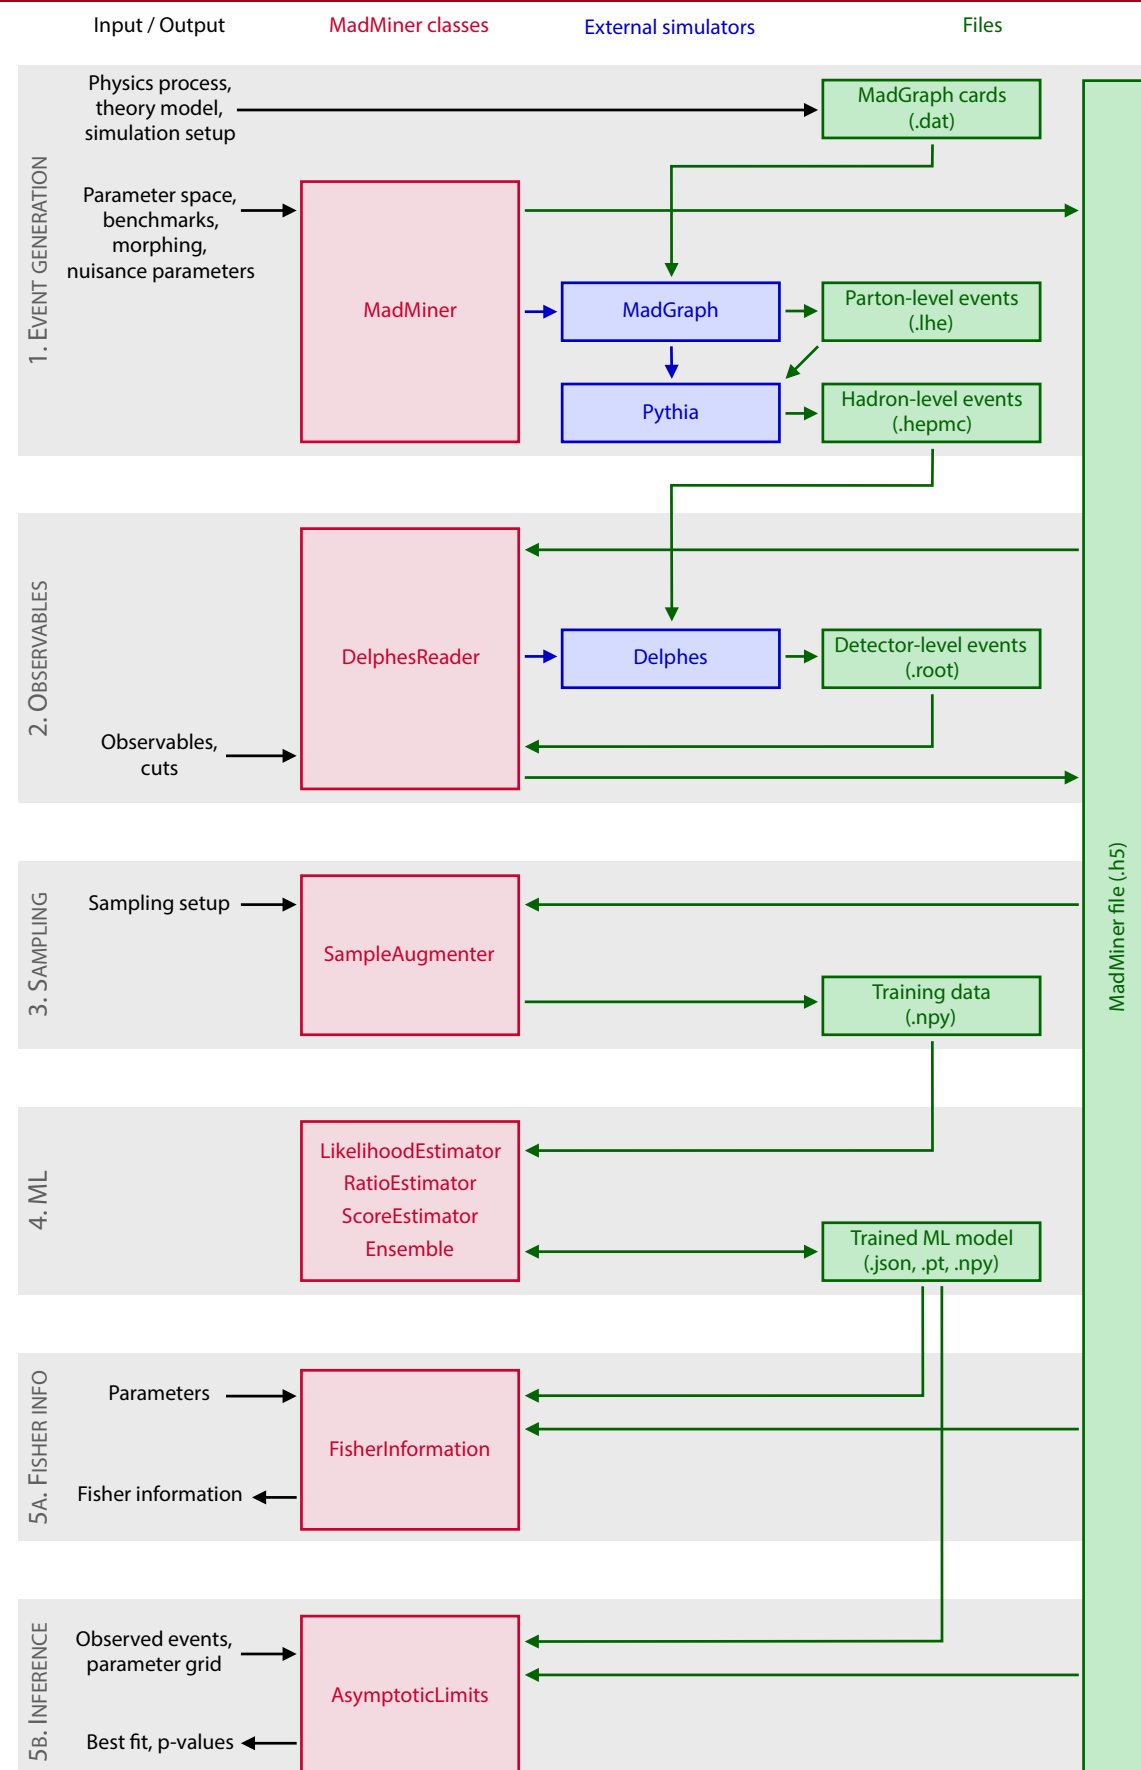 Input / Output
MadMiner classes
External simulators
Files
1. Event generation
Physics process,
theory model,
simulation setup
MadGraph cards
(.dat)
Parameter space,
benchmarks,
morphing,
nuisance parameters
MadMiner
MadGraph
Parton-level events
(.lhe)
Pythia
Hadron-level events
(.hepmc)
2. Observables
DelphesReader
Delphes
Detector-level events
(.root)
Observables,
cuts
MadMiner file (.h5)
3. Sampling
Sampling setup
SampleAugmenter
Training data
(.npy)
4. ML
LikelihoodEstimator
RatioEstimator
ScoreEstimator
Ensemble
Trained ML model
(.json, .pt, .npy)
5a. Fisher info
Parameters
FisherInformation
Fisher information
5b. Inference
Observed events,
parameter grid
AsymptoticLimits
Best fit, p-values